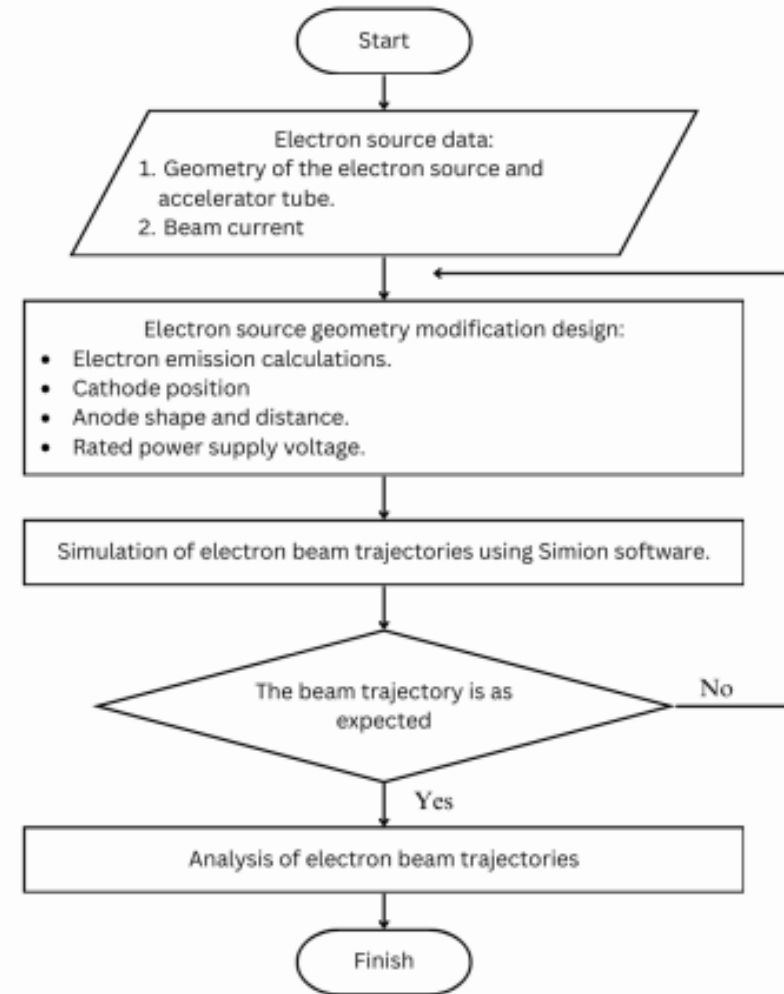 Start
Electron source data:
1. Geometry of the electron source and
accelerator tube.
2. Beam current
Electron source geometry modification design:
• Electron emission calculations.
• Cathode position
• Anode shape and distance.
• Rated power supply voltage.
Simulation of electron beam trajectories using Simion software.
The beam trajectory is as
expected
No
Yes
Analysis of electron beam trajectories
Finish